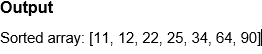 Output
Sorted array: [11, 12, 22, 25, 34, 64, 90]